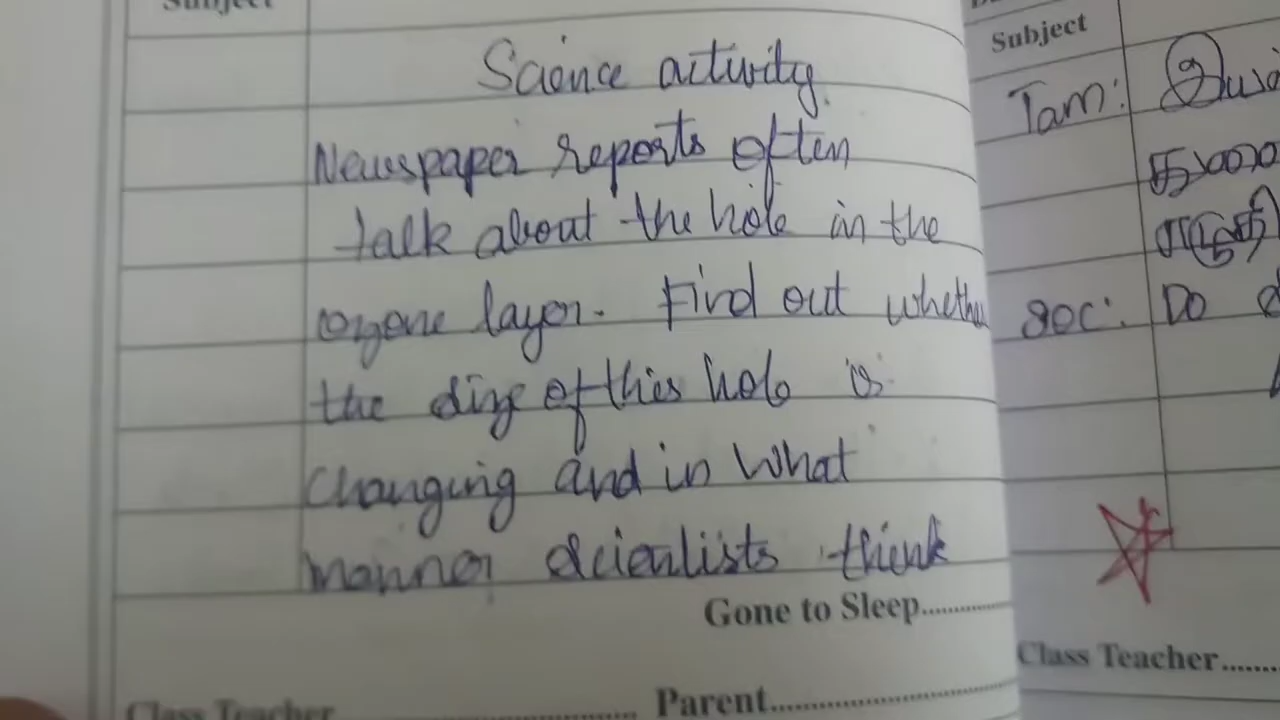 Subject
Science activity.
Newspaper reports often
talk about the hole in the
ozone layer. Find out whether
the size of this hole is
changing and in what
manner scientists think
Gone to Sleep
Class Teacher
Parent
Subject
Tam:
Soc: Do
Class Teacher